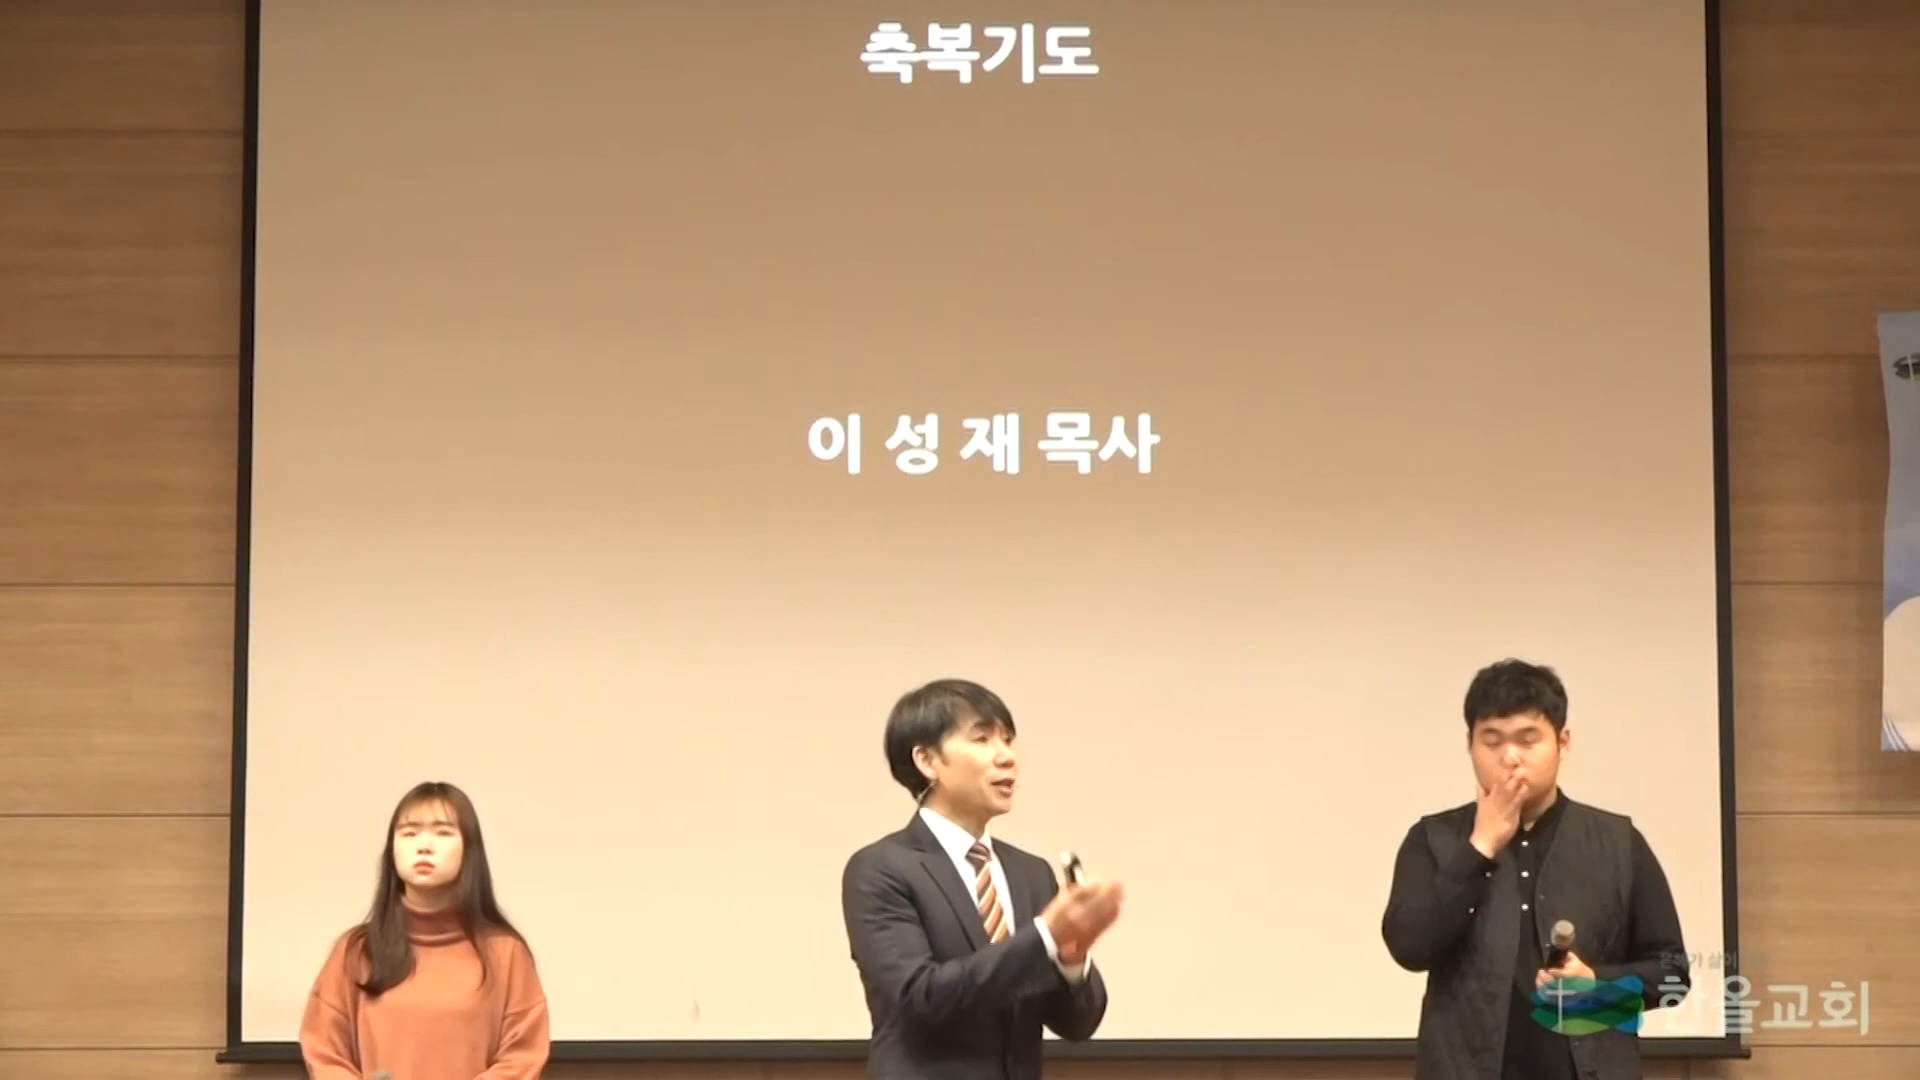 축복기도
이 성 재 목사
한울교회